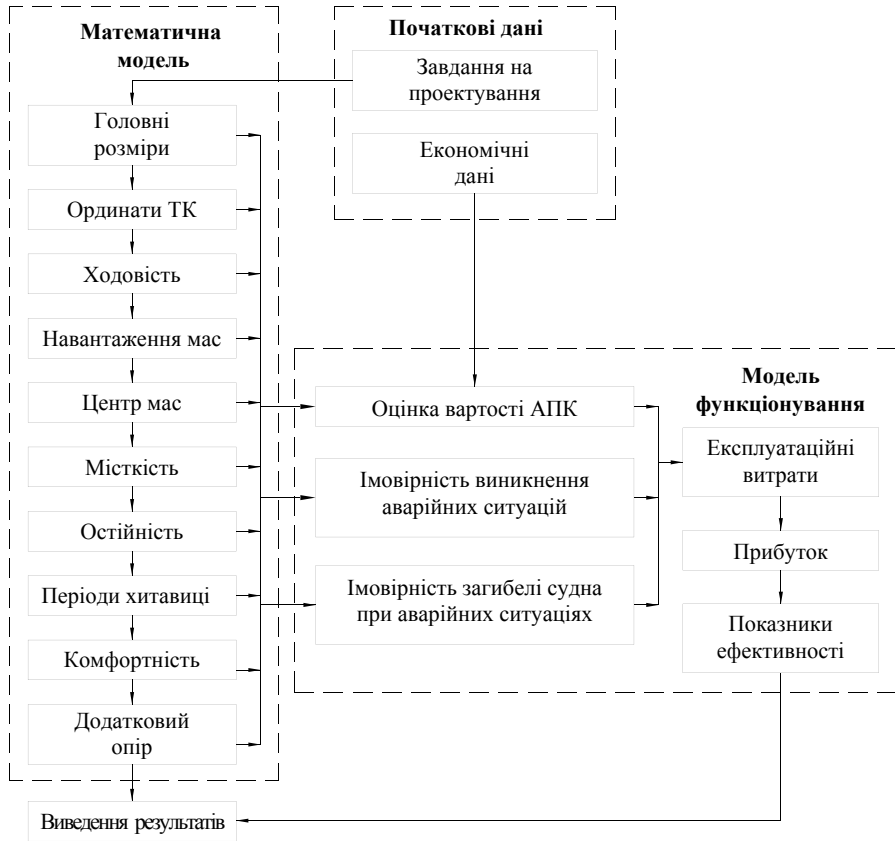 Математична
модель
Головні
розміри
Ординати ТК
Ходовість
Навантаження мас
Центр мас
Місткість
Остійність
Періоди хитавиці
Комфортність
Додатковий
опір
Виведення результатів
Початкові дані
Завдання на
проектування
Економічні
дані
Модель
функціонування
Оцінка вартості АПК
Імовірність виникнення
аварійних ситуацій
Імовірність загибелі судна
при аварійних ситуаціях
Експлуатаційні
витрати
Прибуток
Показники
ефективності